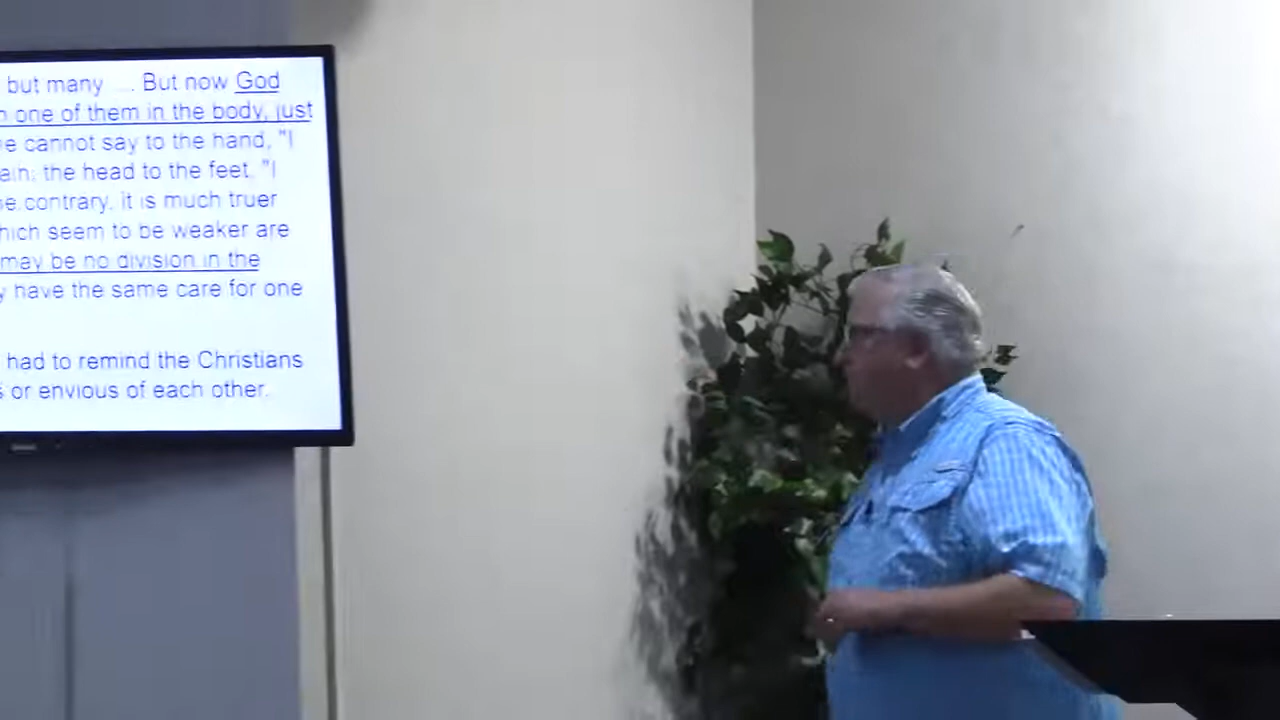 but many ... . But now God
one of them in the body, just
cannot say to the hand, "I
the head to the feet, "I
contrary, it is much truer
seem to be weaker are
may be no division in the
have the same care for one
had to remind the Christians
or envious of each other.